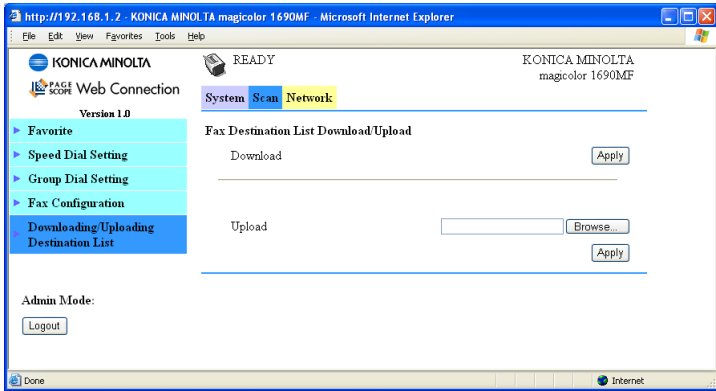 http://192.168.1.2 - KONICA MINOLTA magicolor 1690MF - Microsoft Internet Explorer
File Edit View Favorites Tools Help
KONICA MINOLTA
PAGE SCOPE Web Connection
Version 1.0
READY
KONICA MINOLTA
magicolor 1690MF
System Scan Network
Favorite
Speed Dial Setting
Group Dial Setting
Fax Configuration
Downloading/Uploading
Destination List
Admin Mode:
Logout
Fax Destination List Download/Upload
Download Apply
Upload Browse...
Apply
Done Internet